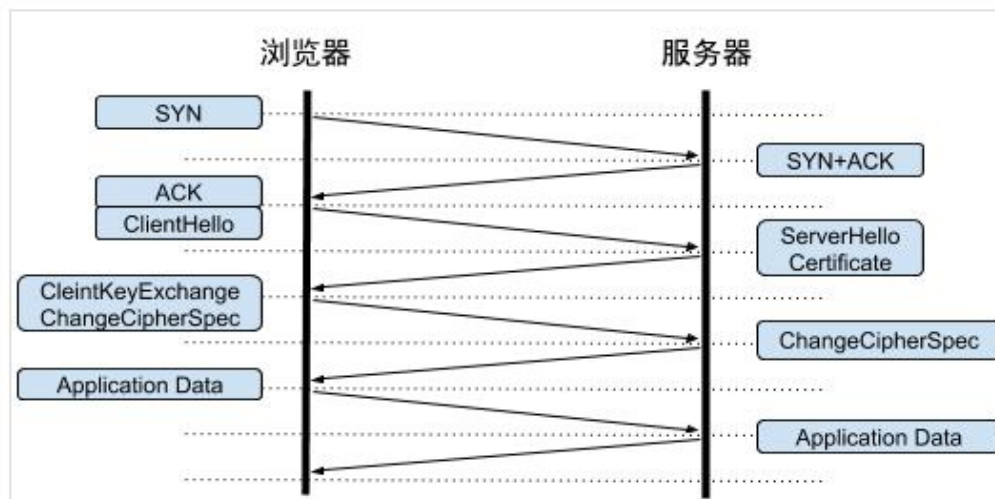 浏览器
服务器
SYN
SYN+ACK
ACK
ClientHello
ServerHello
Certificate
CleintKeyExchange
ChangeCipherSpec
ChangeCipherSpec
Application Data
Application Data